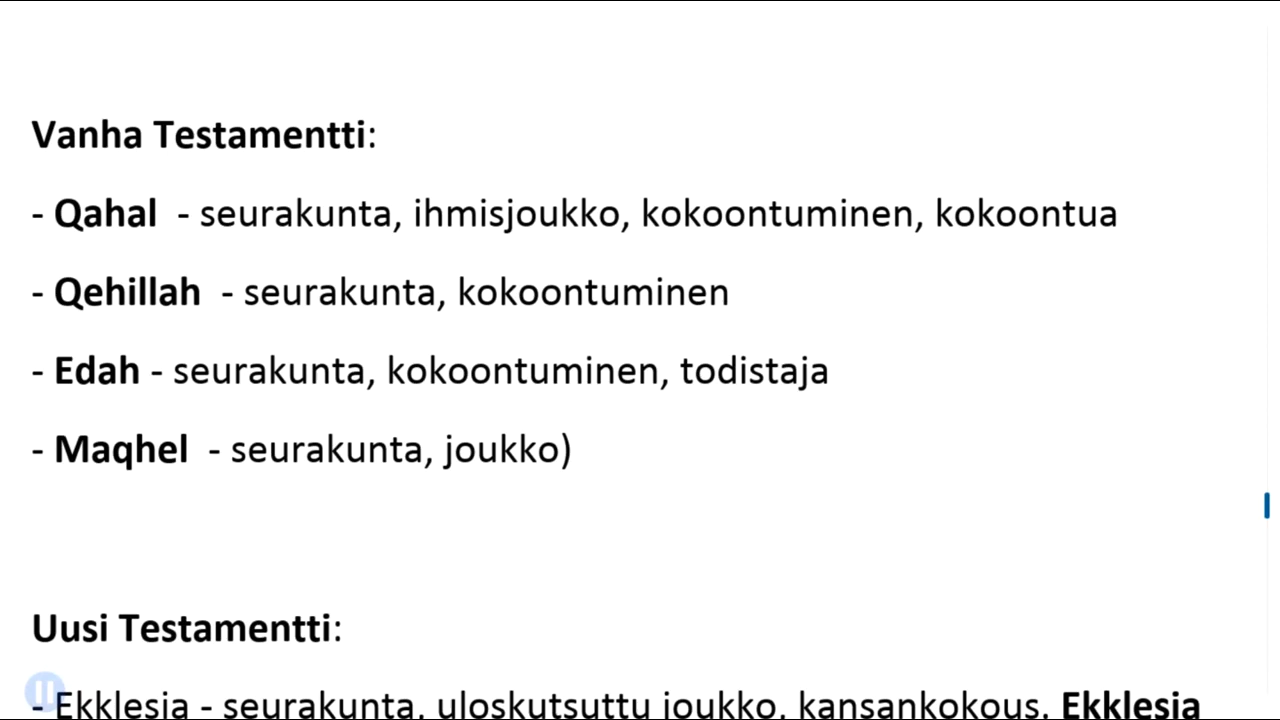 Vanha Testamentti:
- Qahal - seurakunta, ihmisjoukko, kokoontuminen, kokoontua
- Qehillah - seurakunta, kokoontuminen
- Edah - seurakunta, kokoontuminen, todistaja
- Maqhel - seurakunta, joukko)
Uusi Testamentti:
- Ekklesia - seurakunta, uloskutsuttu joukko, kansankokous. Ekklesia